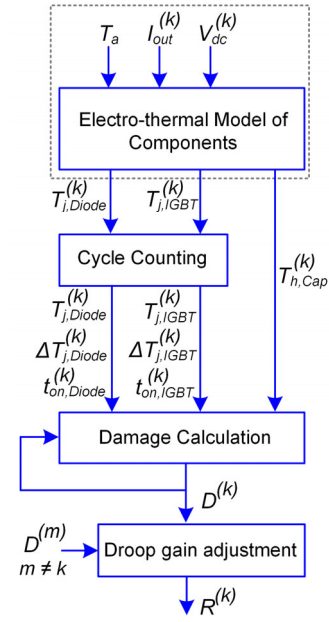 T_a I_out^(k) V_dc^(k)
Electro-thermal Model of
Components
T_j,Diode^(k) T_j,IGBT^(k)
T_h,Cap^(k)
Cycle Counting
T_j,Diode^(k) T_j,IGBT^(k)
ΔT_j,Diode^(k) ΔT_j,IGBT^(k)
t_on,Diode^(k) t_on,IGBT^(k)
Damage Calculation
D^(k)
D^(m)
m ≠ k
Droop gain adjustment
R^(k)